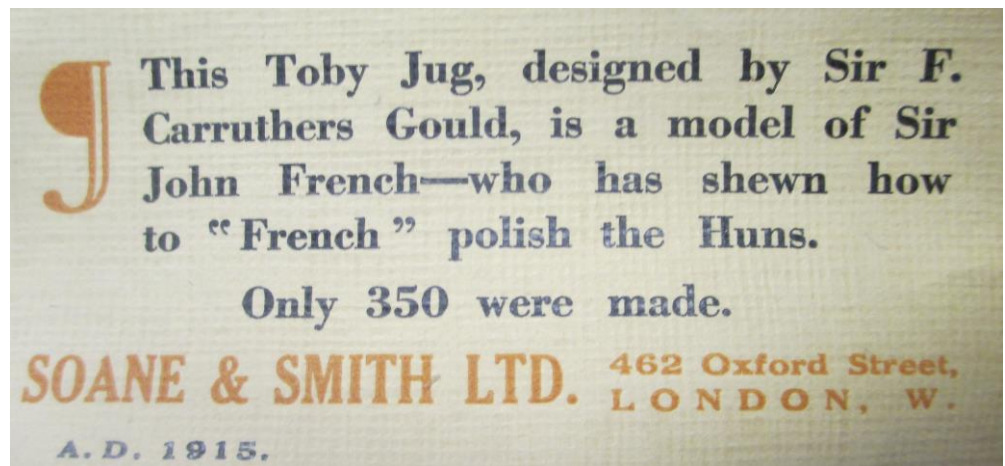 ¶ This Toby Jug, designed by Sir F.
Carruthers Gould, is a model of Sir
John French—who has shewn how
to “French” polish the Huns.
Only 350 were made.
SOANE & SMITH LTD. 462 Oxford Street,
LONDON, W.
A. D. 1915.